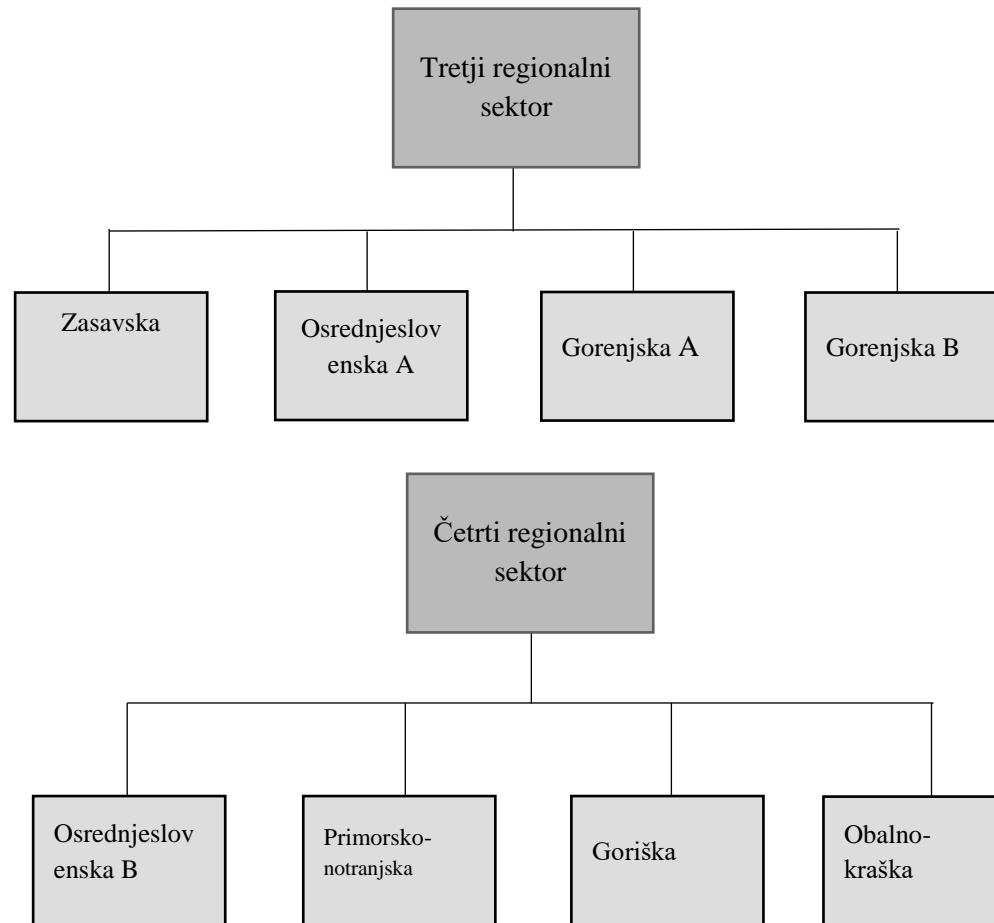 Tretji regionalni
sektor
Zasavska
Osrednjeslov
enska A
Gorenjska A
Gorenjska B
Četrti regionalni
sektor
Osrednjeslov
enska B
Primorsko-
notranjska
Goriška
Obalno-
kraška